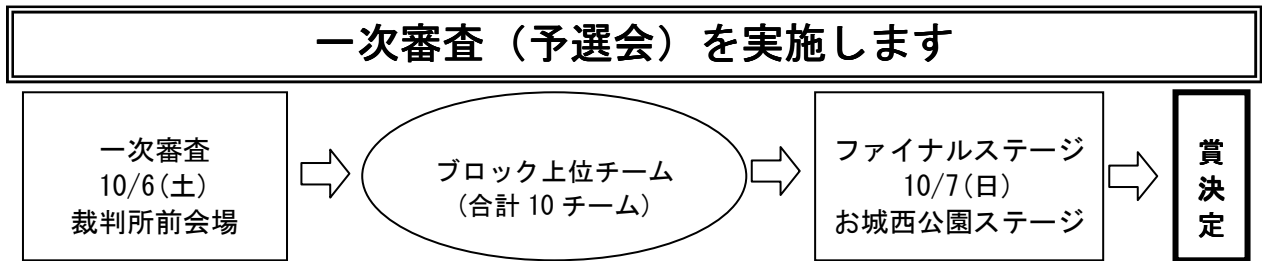 一次審査（予選会）を実施します
一次審査
10/6(土)
裁判所前会場
ブロック上位チーム
(合計 10 チーム)
ファイナルステージ
10/7(日)
お城西公園ステージ
賞決定